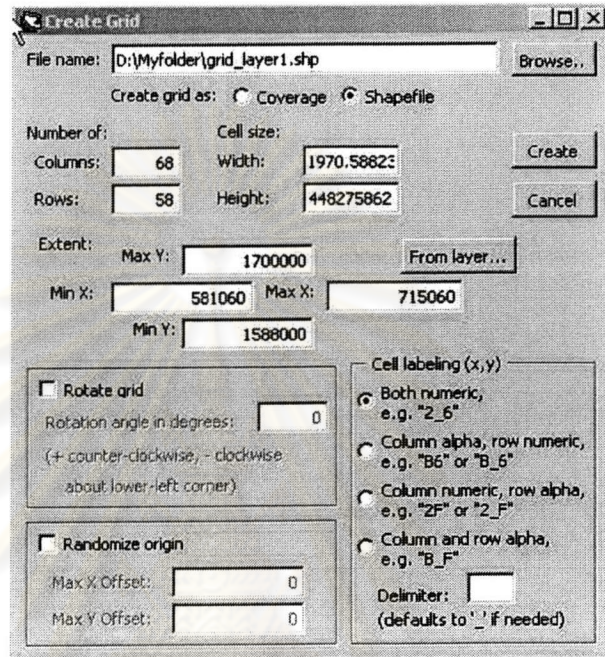 Create Grid
File name: D:\Myfolder\grid_layer1.shp Browse..
Create grid as: Coverage Shapefile
Number of: Cell size:
Columns: 68 Width: 1970.58823 Create
Rows: 58 Height: 448275862 Cancel
Extent: Max Y: 1700000 From layer...
Min X: 581060 Max X: 715060
Min Y: 1588000
Rotate grid
Rotation angle in degrees: 0
(+ counter-clockwise, - clockwise
about lower-left corner)
Randomize origin
Max X Offset: 0
Max Y Offset: 0
Cell labeling (x,y)
Both numeric,
e.g. "2_6"
Column alpha, row numeric,
e.g. "B6" or "B_6"
Column numeric, row alpha,
e.g. "2F" or "2_F"
Column and row alpha,
e.g. "B_F"
Delimiter:
(defaults to '_' if needed)